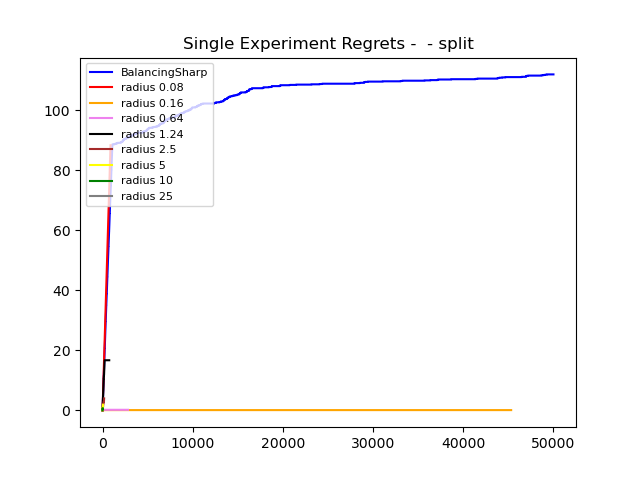 Single Experiment Regrets -  - split
BalancingSharp
radius 0.08
radius 0.16
radius 0.64
radius 1.24
radius 2.5
radius 5
radius 10
radius 25
100
80
60
40
20
0
0 10000 20000 30000 40000 50000